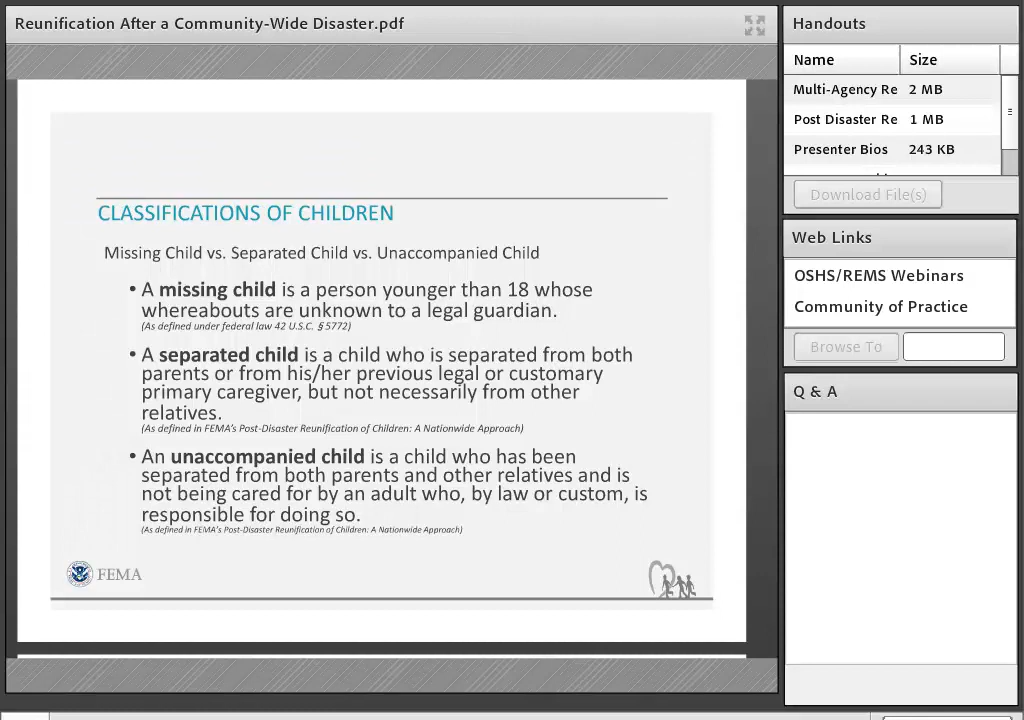 Reunification After a Community-Wide Disaster.pdf
CLASSIFICATIONS OF CHILDREN
Missing Child vs. Separated Child vs. Unaccompanied Child
• A missing child is a person younger than 18 whose
whereabouts are unknown to a legal guardian.
(As defined under federal law 42 U.S.C. § 5772)
• A separated child is a child who is separated from both
parents or from his/her previous legal or customary
primary caregiver, but not necessarily from other
relatives.
(As defined in FEMA's Post-Disaster Reunification of Children: A Nationwide Approach)
• An unaccompanied child is a child who has been
separated from both parents and other relatives and is
not being cared for by an adult who, by law or custom, is
responsible for doing so.
(As defined in FEMA's Post-Disaster Reunification of Children: A Nationwide Approach)
FEMA
Handouts
Name Size
Multi-Agency Re 2 MB
Post Disaster Re 1 MB
Presenter Bios 243 KB
Download File(s)
Web Links
OSHS/REMS Webinars
Community of Practice
Browse To
Q & A